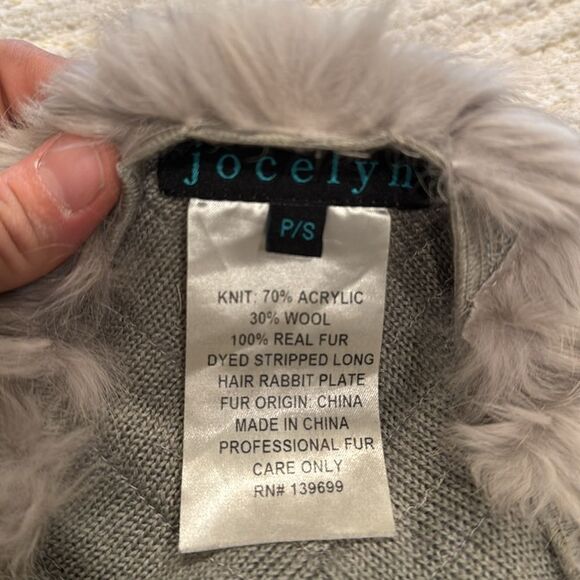 jocelyn
P/S
KNIT: 70% ACRYLIC
30% WOOL
100% REAL FUR
DYED STRIPPED LONG
HAIR RABBIT PLATE
FUR ORIGIN: CHINA
MADE IN CHINA
PROFESSIONAL FUR
CARE ONLY
RN# 139699